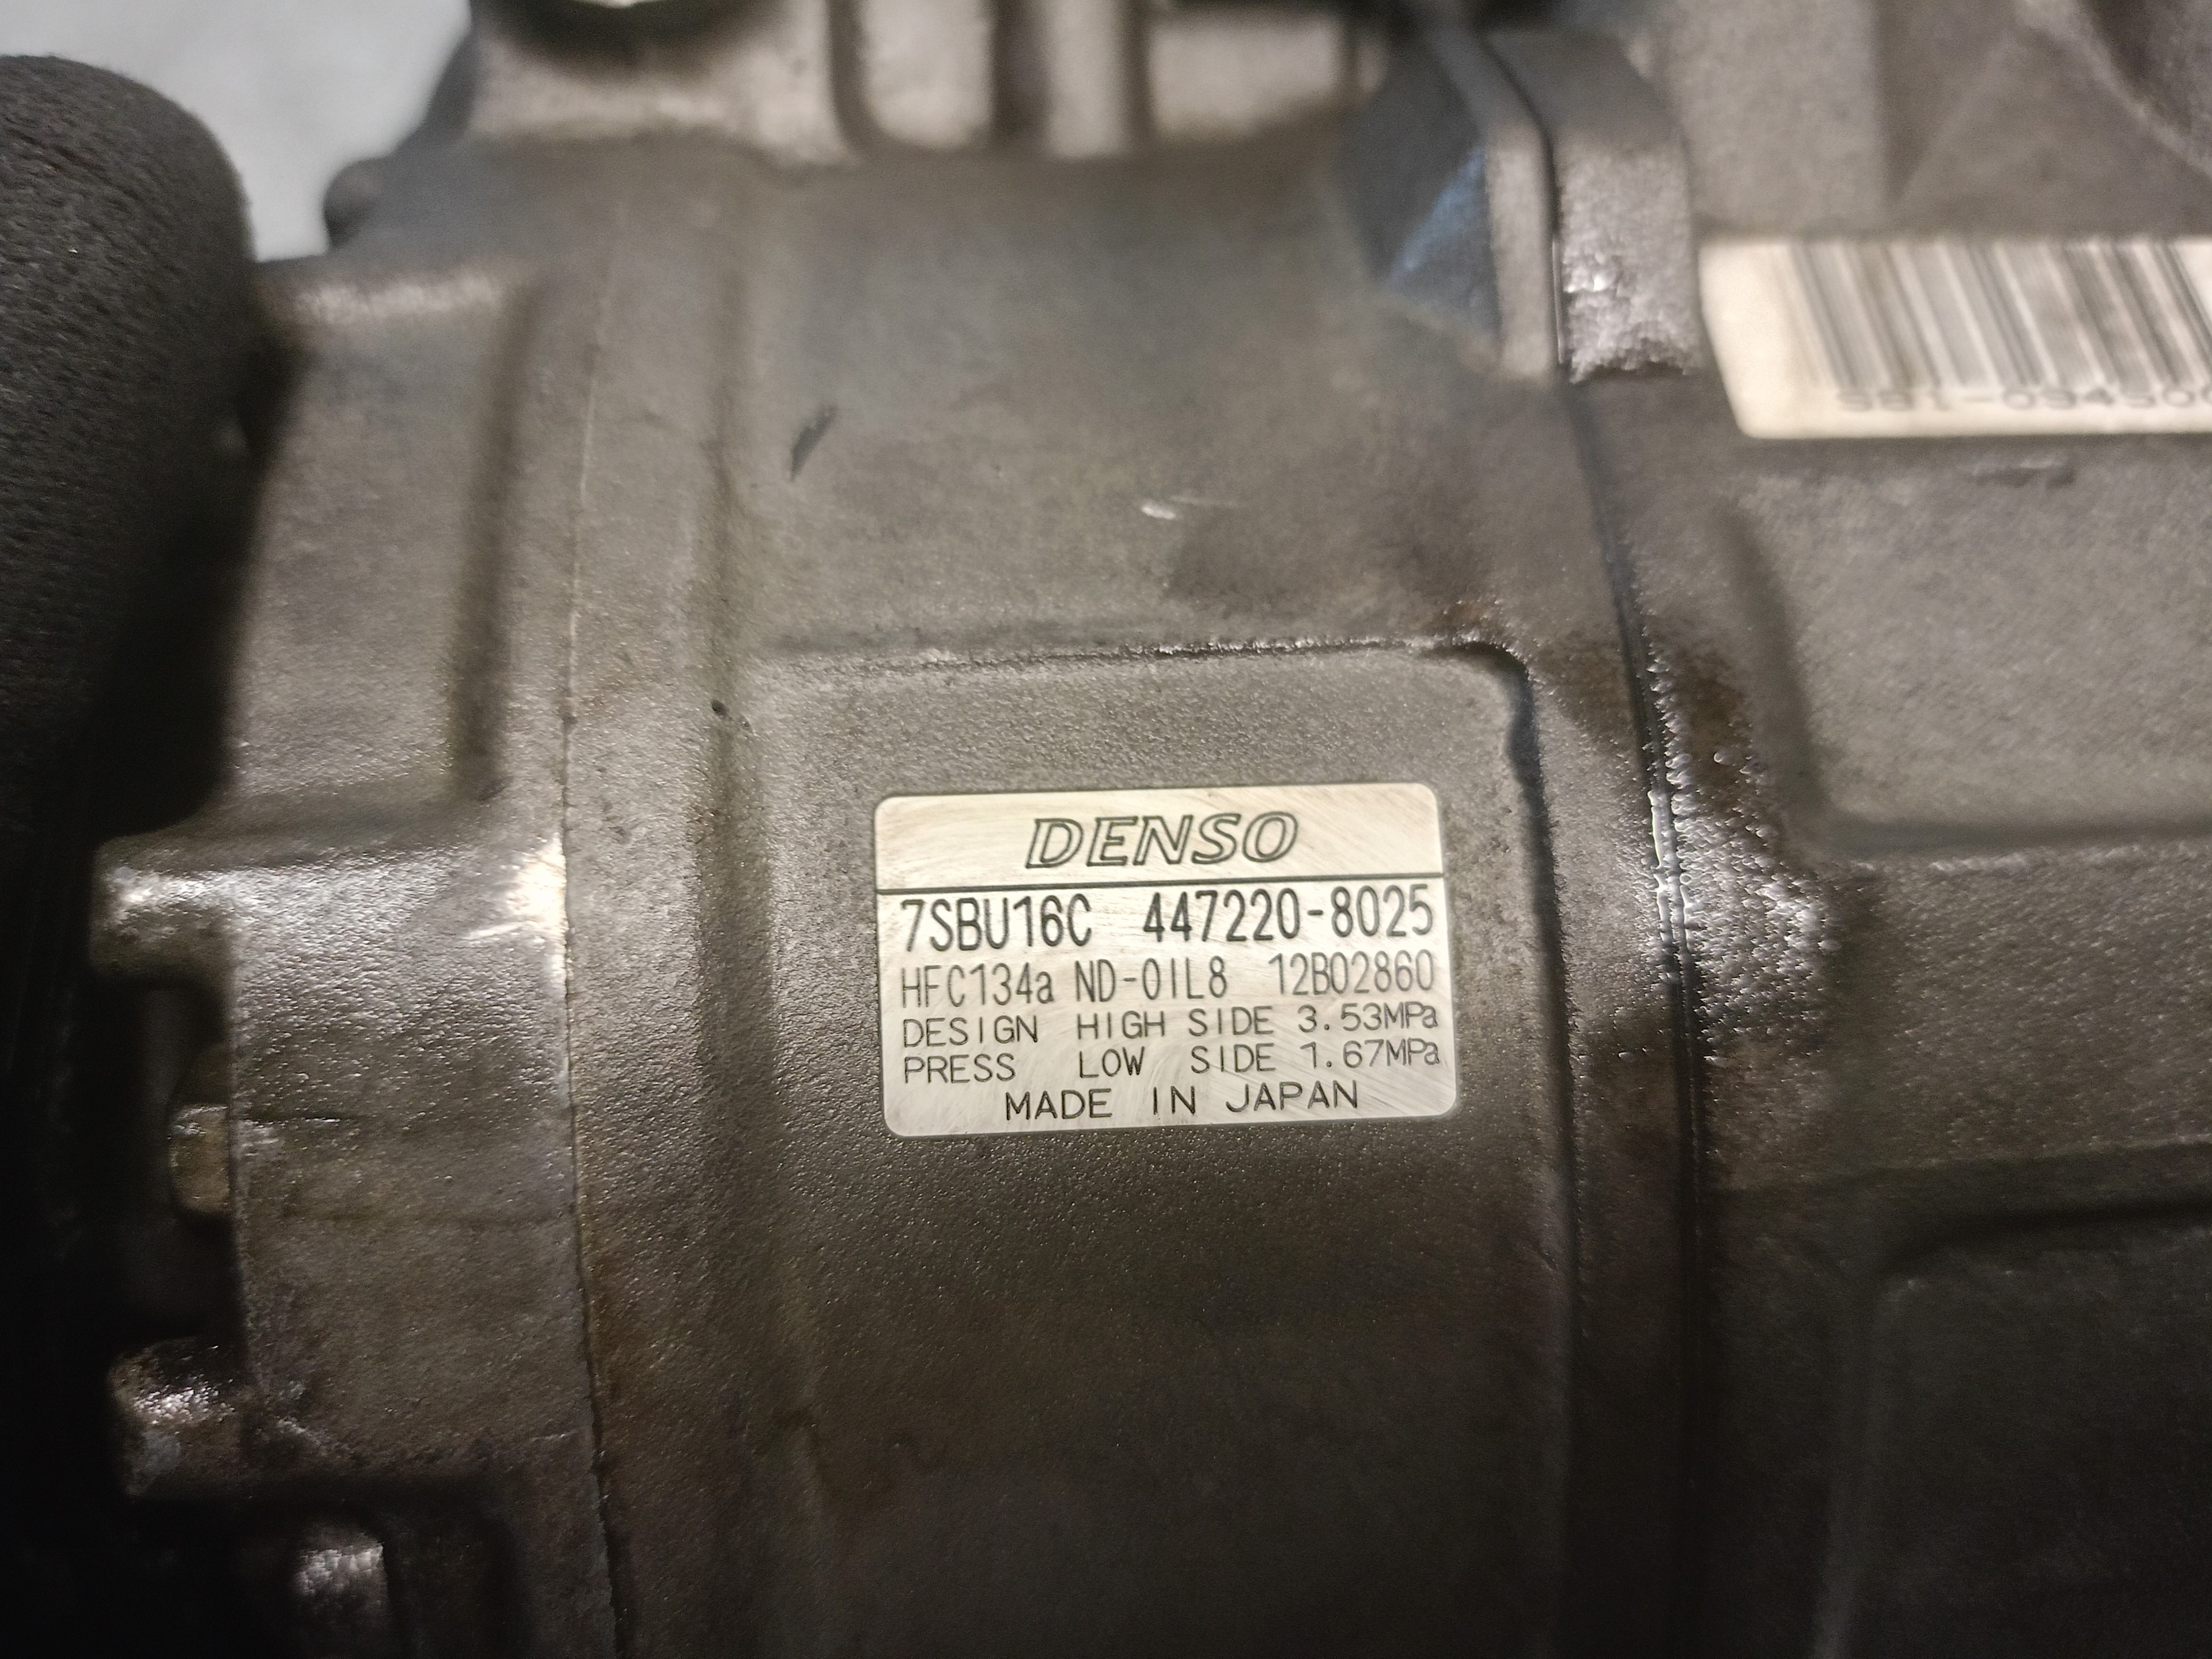 DENSO
7SBU16C 447220-8025
HFC134a ND-OIL8 12B02860
DESIGN HIGH SIDE 3.53MPa
PRESS LOW SIDE 1.67MPa
MADE IN JAPAN